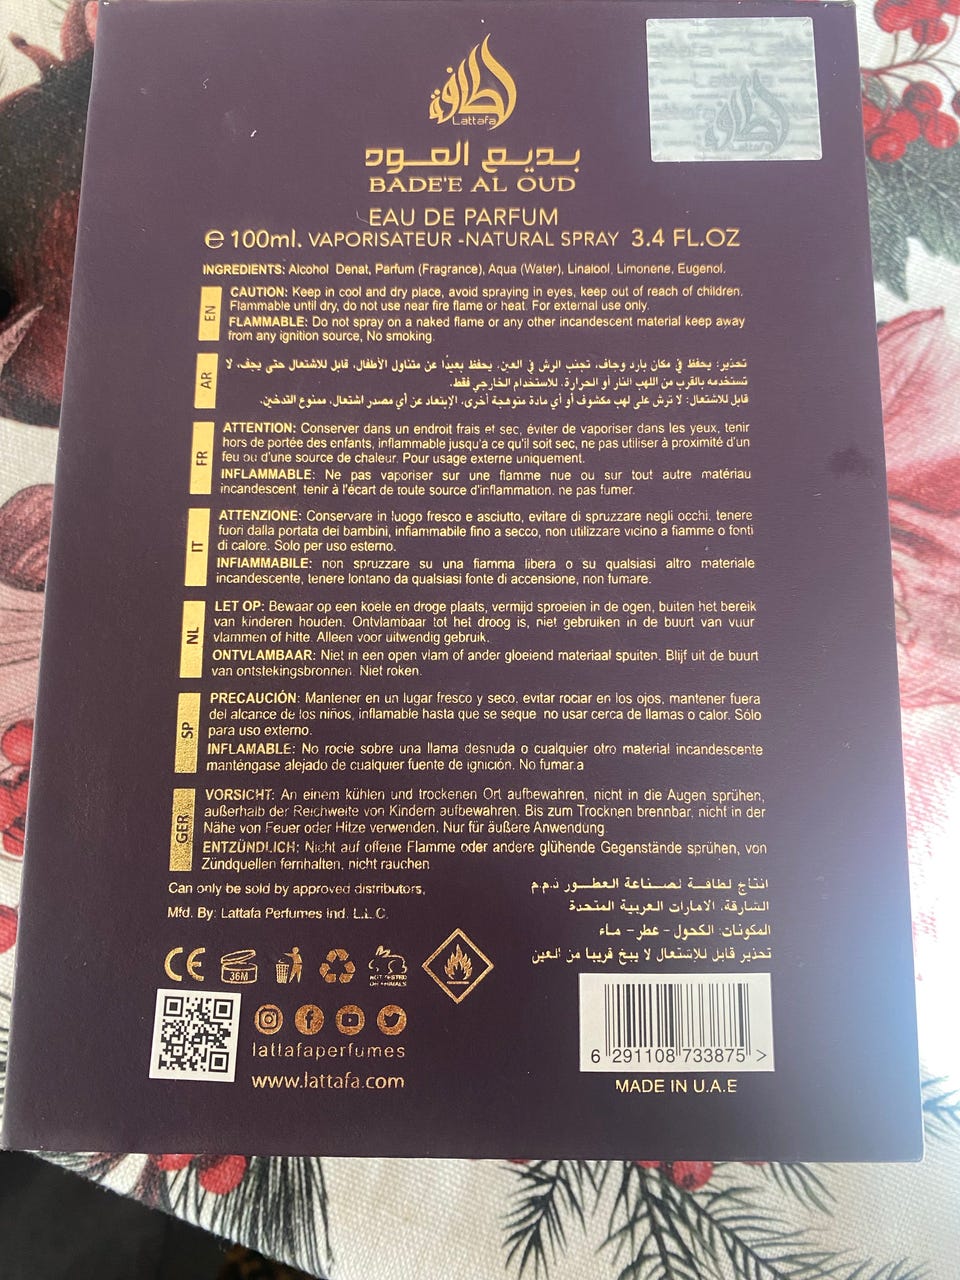 لطافة
Lattafa
Lattafa
بديع العود
BADE'E AL OUD
EAU DE PARFUM
e 100ml. VAPORISATEUR -NATURAL SPRAY 3.4 FL.OZ
INGREDIENTS: Alcohol Denat, Parfum (Fragrance), Aqua (Water), Linalool, Limonene, Eugenol.
EN
CAUTION: Keep in cool and dry place, avoid spraying in eyes, keep out of reach of children.
Flammable until dry, do not use near fire flame or heat. For external use only.
FLAMMABLE: Do not spray on a naked flame or any other incandescent material keep away
from any ignition source, No smoking.
AR
تحذير: يحفظ في مكان بارد وجاف، تجنب الرش في العين. يحفظ بعيدًا عن متناول الأطفال، قابل للاشتعال حتى يجف، لا
تستخدمه بالقرب من اللهب النار أو الحرارة. للاستخدام الخارجي فقط.
قابل للاشتعال: لا ترش على لهب مكشوف أو أي مادة متوهجة أخرى، الإبتعاد عن أي مصدر اشتعال، ممنوع التدخين.
FR
ATTENTION: Conserver dans un endroit frais et sec, éviter de vaporiser dans les yeux, tenir
hors de portée des enfants, inflammable jusqu'a ce qu'il soit sec, ne pas utiliser à proximité d'un
feu ou d'une source de chaleur. Pour usage externe uniquement.
INFLAMMABLE: Ne pas vaporiser sur une flamme nue ou sur tout autre matériau
incandescent, tenir à l'écart de toute source d'inflammation. ne pas fumer.
IT
ATTENZIONE: Conservare in luogo fresco e asciutto, evitare di spruzzare negli occhi, tenere
fuori dalla portata dei bambini, infiammabile fino a secco, non utilizzare vicino a fiamme o fonti
di calore. Solo per uso esterno.
INFIAMMABILE: non spruzzare su una fiamma libera o su qualsiasi altro materiale
incandescente, tenere lontano da qualsiasi fonte di accensione, non fumare.
NL
LET OP: Bewaar op een koele en droge plaats, vermijd sproeien in de ogen, buiten het bereik
van kinderen houden. Ontvlambaar tot het droog is, niet gebruiken in de buurt van vuur
vlammen of hitte. Alleen voor uitwendig gebruik.
ONTVLAMBAAR: Niet in een open vlam of ander gloeiend materiaal spuiten. Blijf uit de buurt
van ontstekingsbronnen. Niet roken.
SP
PRECAUCIÓN: Mantener en un lugar fresco y seco, evitar rociar en los ojos, mantener fuera
del alcance de los niños, inflamable hasta que se seque no usar cerca de llamas o calor. Sólo
para uso externo.
INFLAMABLE: No rocíe sobre una llama desnuda o cualquier otro material incandescente
manténgase alejado de cualquier fuente de ignición. No fumar.a
GER
VORSICHT: An einem kühlen und trockenen Ort aufbewahren, nicht in die Augen sprühen,
außerhalb der Reichweite von Kindern aufbewahren. Bis zum Trocknen brennbar, nicht in der
Nähe von Feuer oder Hitze verwenden. Nur für äußere Anwendung.
ENTZÜNDLICH: Nicht auf offene Flamme oder andere glühende Gegenstände sprühen, von
Zündquellen fernhalten, nicht rauchen
Can only be sold by approved distributors,
Mfd. By: Lattafa Perfumes Ind. L.L.C.
انتاج لطافة لصناعة العطور ذ.م.م
الشارقة، الامارات العربية المتحدة
المكونات: الكحول - عطر - ماء
تحذير قابل للاشتعال لا يبخ قريبا من العين
CE
36M
NOT TESTED
ON ANIMALS
lattafaperfumes
www.lattafa.com
6 291108 733875 >
MADE IN U.A.E